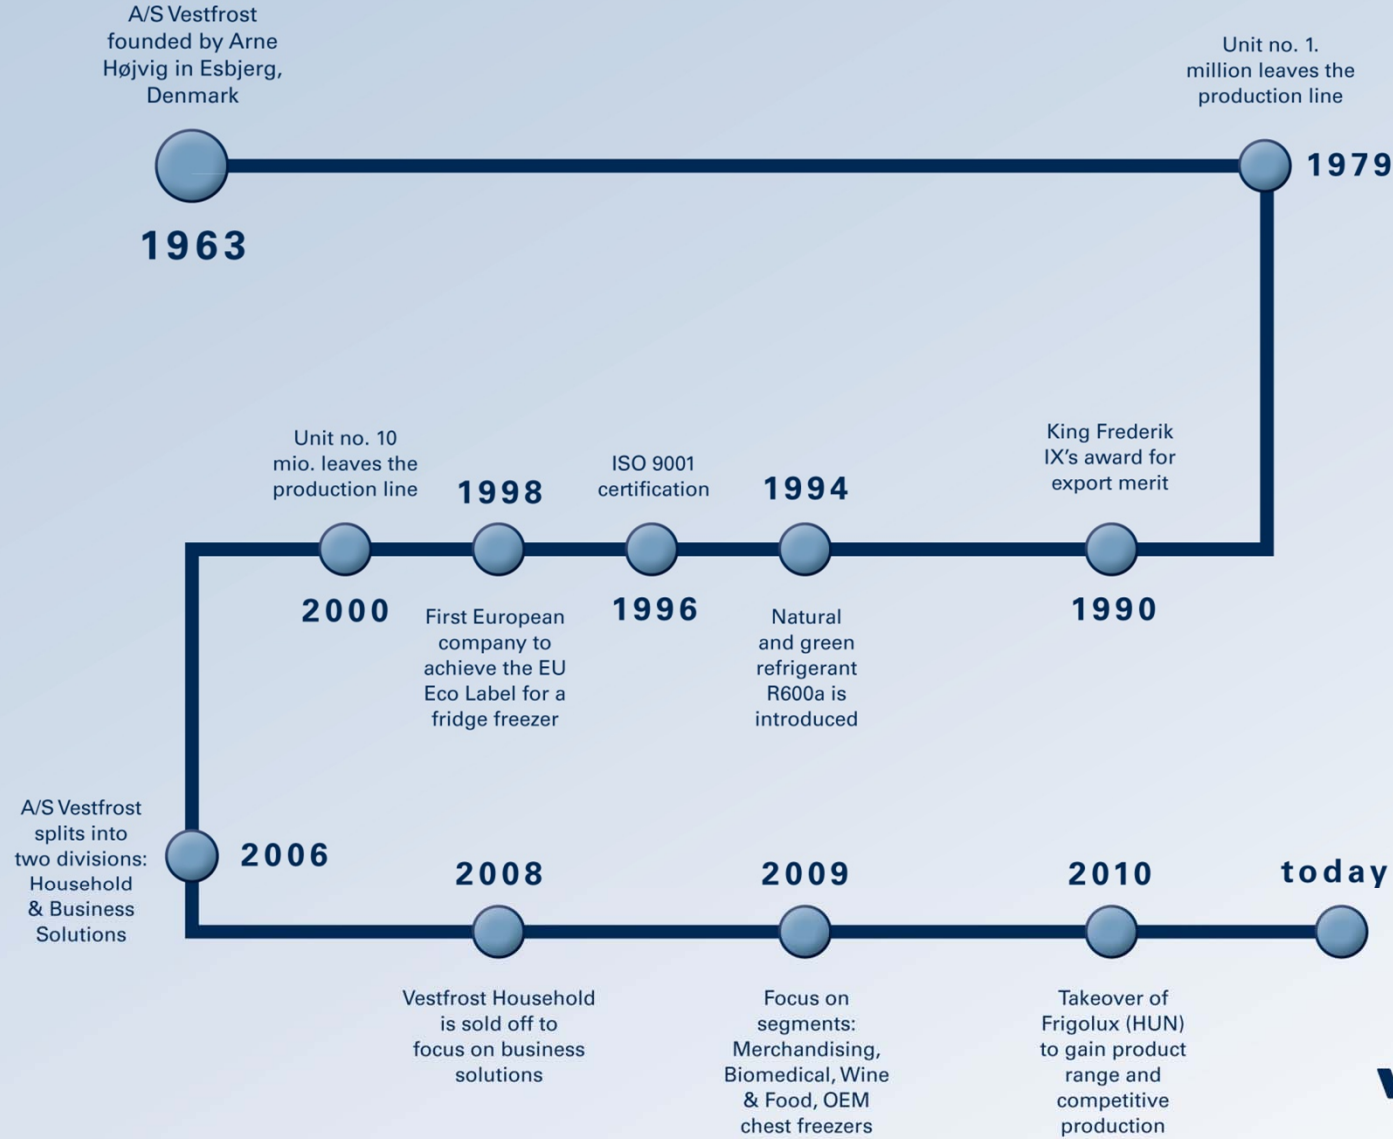 A/S Vestfrost
founded by Arne
Højvig in Esbjerg,
Denmark
1963
Unit no. 1.
million leaves the
production line
1979
King Frederik
IX's award for
export merit
1990
1994
Natural
and green
refrigerant
R600a is
introduced
ISO 9001
certification
1996
1998
First European
company to
achieve the EU
Eco Label for a
fridge freezer
Unit no. 10
mio. leaves the
production line
2000
A/S Vestfrost
splits into
two divisions:
Household
& Business
Solutions
2006
2008
Vestfrost Household
is sold off to
focus on business
solutions
2009
Focus on
segments:
Merchandising,
Biomedical, Wine
& Food, OEM
chest freezers
2010
Takeover of
Frigolux (HUN)
to gain product
range and
competitive
production
today